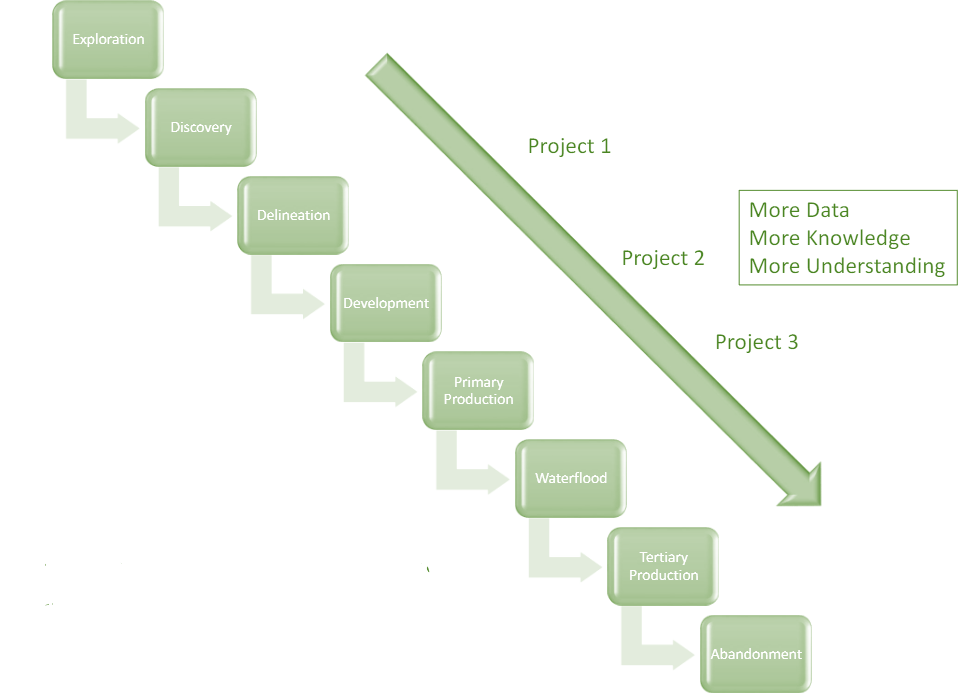 Exploration
Discovery
Delineation
Development
Primary
Production
Waterflood
Tertiary
Production
Abandonment
Project 1
Project 2
Project 3
More Data
More Knowledge
More Understanding